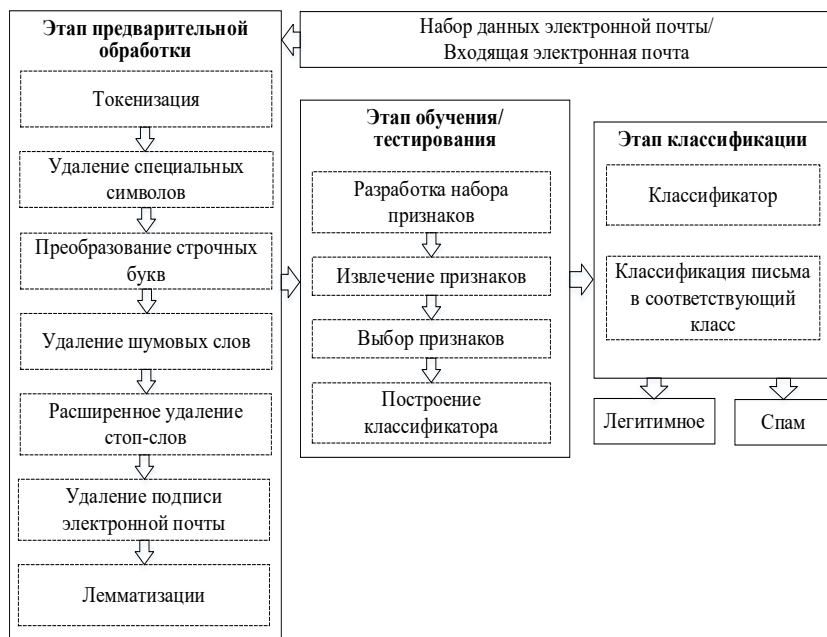 Этап предварительной
обработки
Токенизация
Удаление специальных
символов
Преобразование строчных
букв
Удаление шумовых слов
Расширенное удаление
стоп-слов
Удаление подписи
электронной почты
Лемматизации
Набор данных электронной почты/
Входящая электронная почта
Этап обучения/
тестирования
Разработка набора
признаков
Извлечение признаков
Выбор признаков
Построение
классификатора
Этап классификации
Классификатор
Классификация письма
в соответствующий
класс
Легитимное
Спам